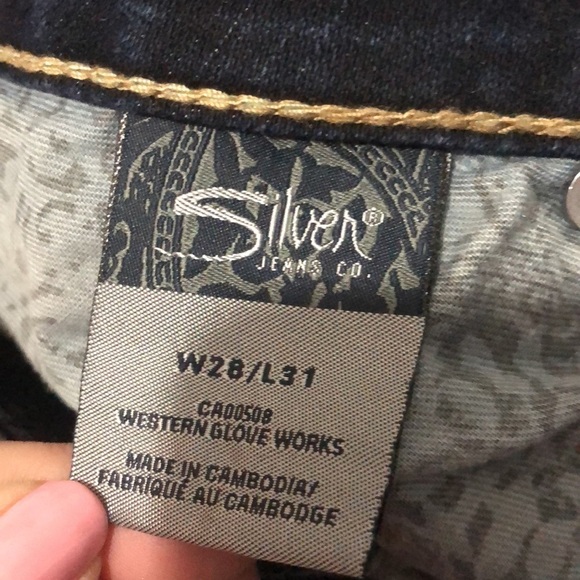 Silver®
JEANS CO.
W28/L31
CA00508
WESTERN GLOVE WORKS
MADE IN CAMBODIA/
FABRIQUÉ AU CAMBODGE